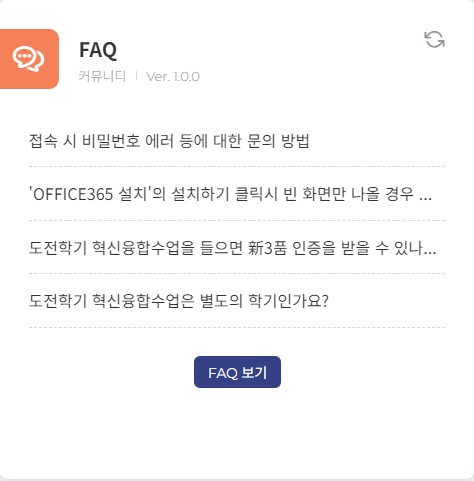 FAQ
커뮤니티 | Ver. 1.0.0
접속 시 비밀번호 에러 등에 대한 문의 방법
'OFFICE365 설치'의 설치하기 클릭시 빈 화면만 나올 경우 ...
도전학기 혁신융합수업을 들으면 新3품 인증을 받을 수 있나...
도전학기 혁신융합수업은 별도의 학기인가요?
FAQ 보기